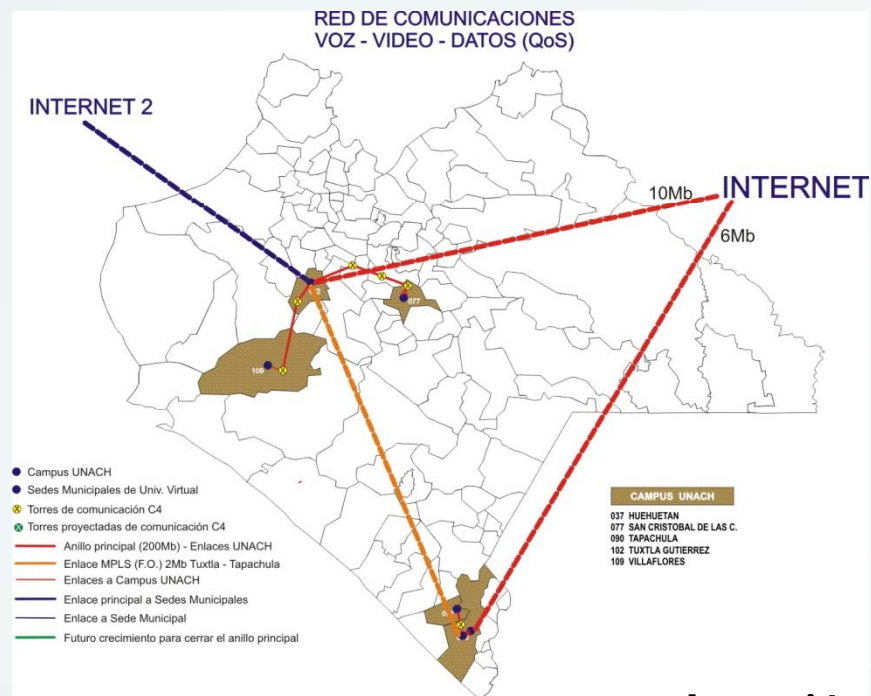 RED DE COMUNICACIONES
VOZ - VIDEO - DATOS (QoS)
INTERNET 2
10Mb
INTERNET
6Mb
077
109
Campus UNACH
Sedes Municipales de Univ. Virtual
Torres de comunicación C4
Torres proyectadas de comunicación C4
Anillo principal (200Mb) - Enlaces UNACH
Enlace MPLS (F.O.) 2Mb Tuxtla - Tapachula
Enlaces a Campus UNACH
Enlace principal a Sedes Municipales
Enlace a Sede Municipal
Futuro crecimiento para cerrar el anillo principal
CAMPUS UNACH
037 HUEHUETAN
077 SAN CRISTOBAL DE LAS C.
090 TAPACHULA
102 TUXTLA GUTIERREZ
109 VILLAFLORES